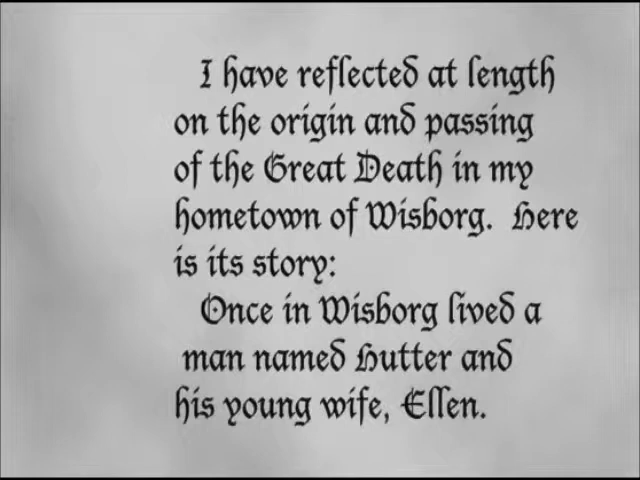 I have reflected at length
on the origin and passing
of the Great Death in my
hometown of Wisborg. Here
is its story:
Once in Wisborg lived a
man named Hutter and
his young wife, Ellen.